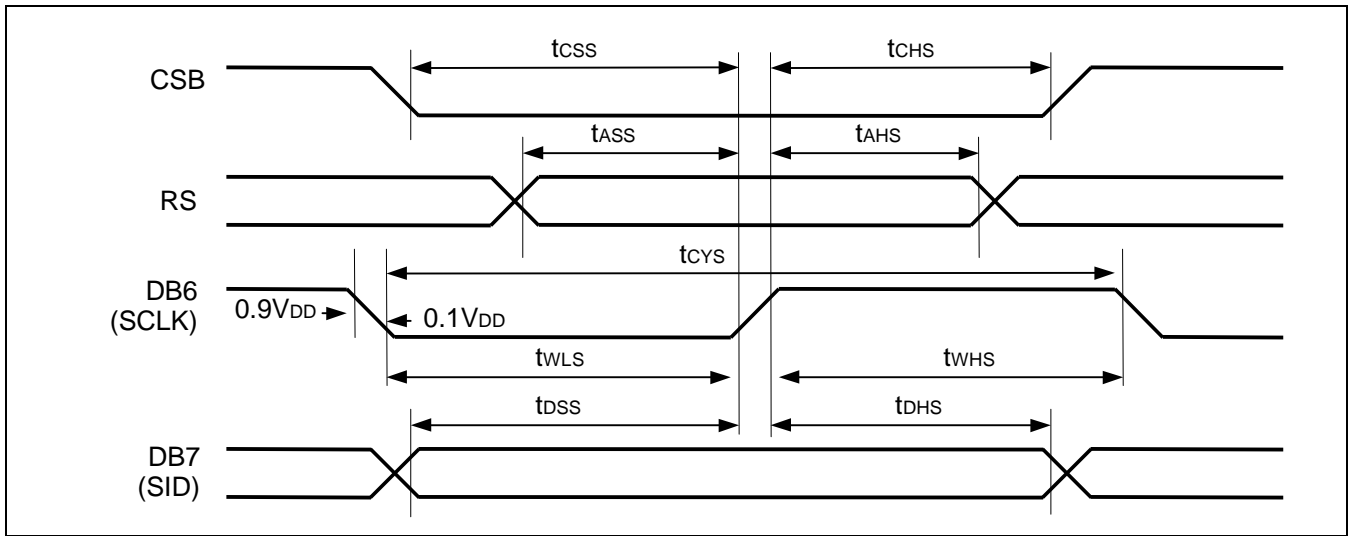 tCSS
tCHS
CSB
tASS
tAHS
RS
tCYS
DB6
(SCLK)
0.9VDD
0.1VDD
tWLS
tWHS
tDSS
tDHS
DB7
(SID)